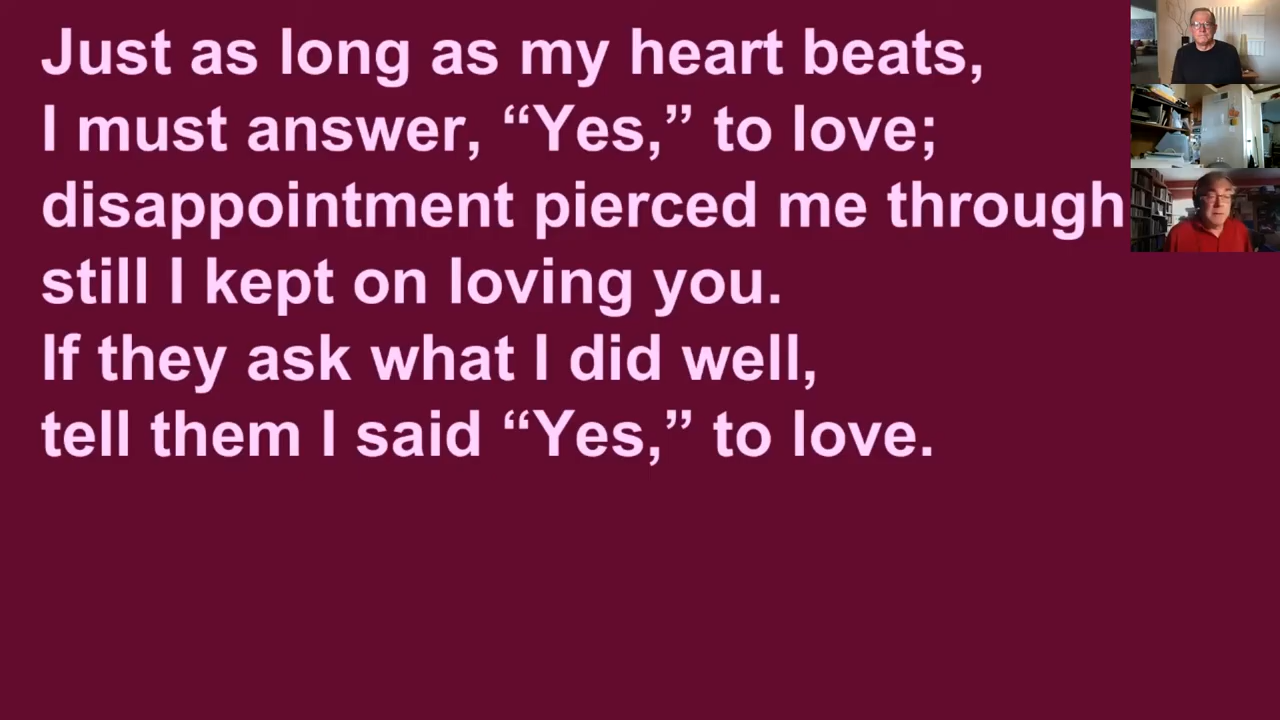 Just as long as my heart beats,
I must answer, “Yes,” to love;
disappointment pierced me through
still I kept on loving you.
If they ask what I did well,
tell them I said “Yes,” to love.